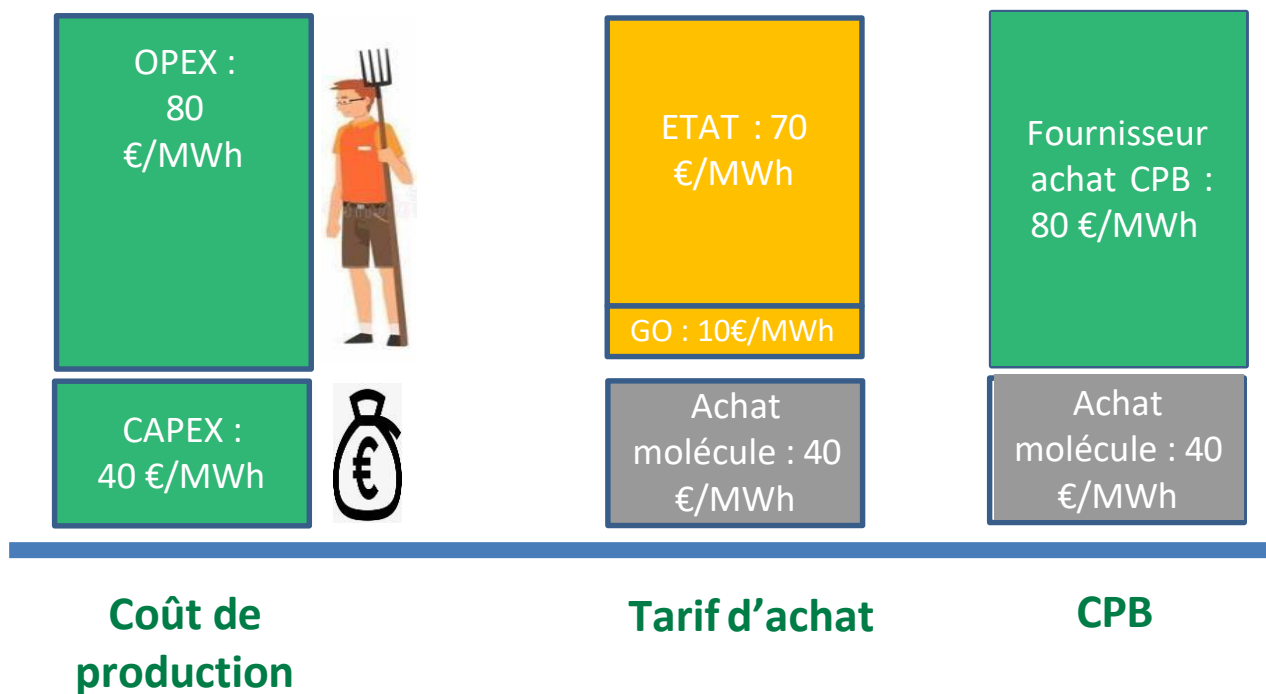 OPEX :
80
€/MWh
CAPEX :
40 €/MWh
€
ETAT : 70
€/MWh
GO : 10€/MWh
Achat
molécule : 40
€/MWh
Fournisseur
achat CPB :
80 €/MWh
Achat
molécule : 40
€/MWh
Coût de
production
Tarif d’achat
CPB